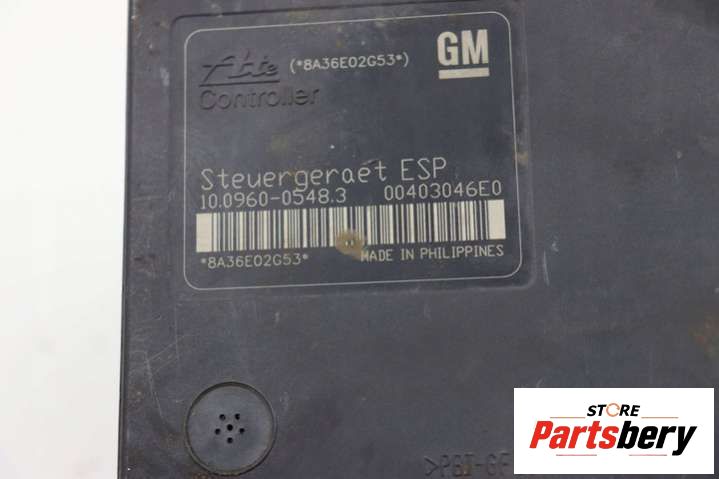 Ate (*8A36E02G53*) GM
Controller
Steuergeraet ESP
10.0960-0548.3 00403046E0
*8A36E02G53* MADE IN PHILIPPINES
STORE
Partsbery